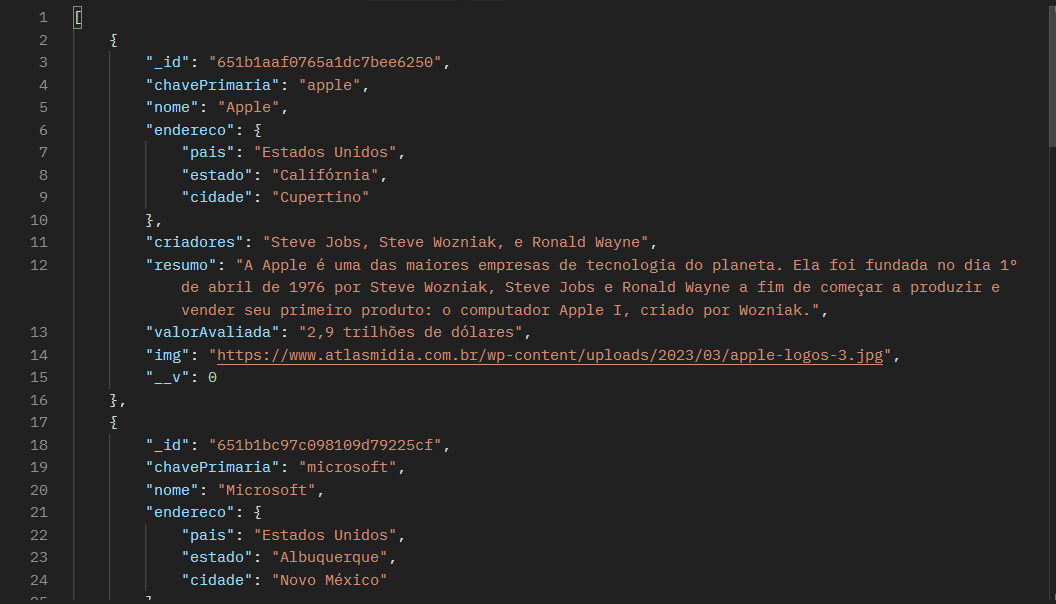 1 [
2 {
3 "_id": "651b1aaf0765a1dc7bee6250",
4 "chavePrimaria": "apple",
5 "nome": "Apple",
6 "endereco": {
7 "pais": "Estados Unidos",
8 "estado": "Califórnia",
9 "cidade": "Cupertino"
10 },
11 "criadores": "Steve Jobs, Steve Wozniak, e Ronald Wayne",
12 "resumo": "A Apple é uma das maiores empresas de tecnologia do planeta. Ela foi fundada no dia 1º
de abril de 1976 por Steve Wozniak, Steve Jobs e Ronald Wayne a fim de começar a produzir e
vender seu primeiro produto: o computador Apple I, criado por Wozniak.",
13 "valorAvaliada": "2,9 trilhões de dólares",
14 "img": "https://www.atlasmidia.com.br/wp-content/uploads/2023/03/apple-logos-3.jpg",
15 "__v": 0
16 },
17 {
18 "_id": "651b1bc97c098109d79225cf",
19 "chavePrimaria": "microsoft",
20 "nome": "Microsoft",
21 "endereco": {
22 "pais": "Estados Unidos",
23 "estado": "Albuquerque",
24 "cidade": "Novo México"